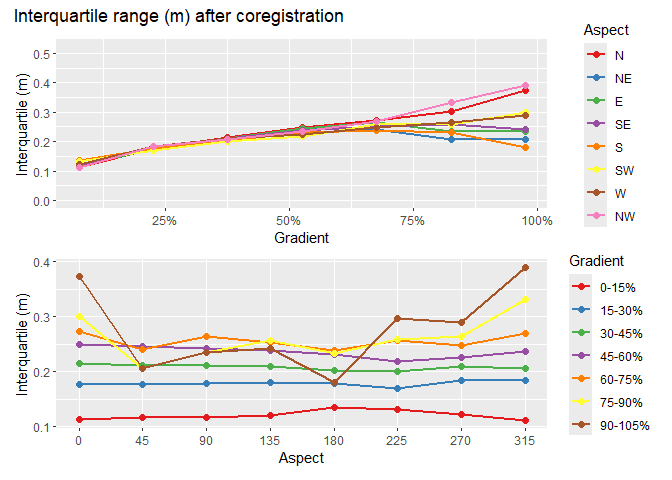 Interquartile range (m) after coregistration
Interquartile (m)
0.5
0.4
0.3
0.2
0.1
0.0
25%
50%
75%
100%
Gradient
Aspect
N
NE
E
SE
S
SW
W
NW
Interquartile (m)
0.4
0.3
0.2
0.1
0
45
90
135
180
225
270
315
Aspect
Gradient
0-15%
15-30%
30-45%
45-60%
60-75%
75-90%
90-105%